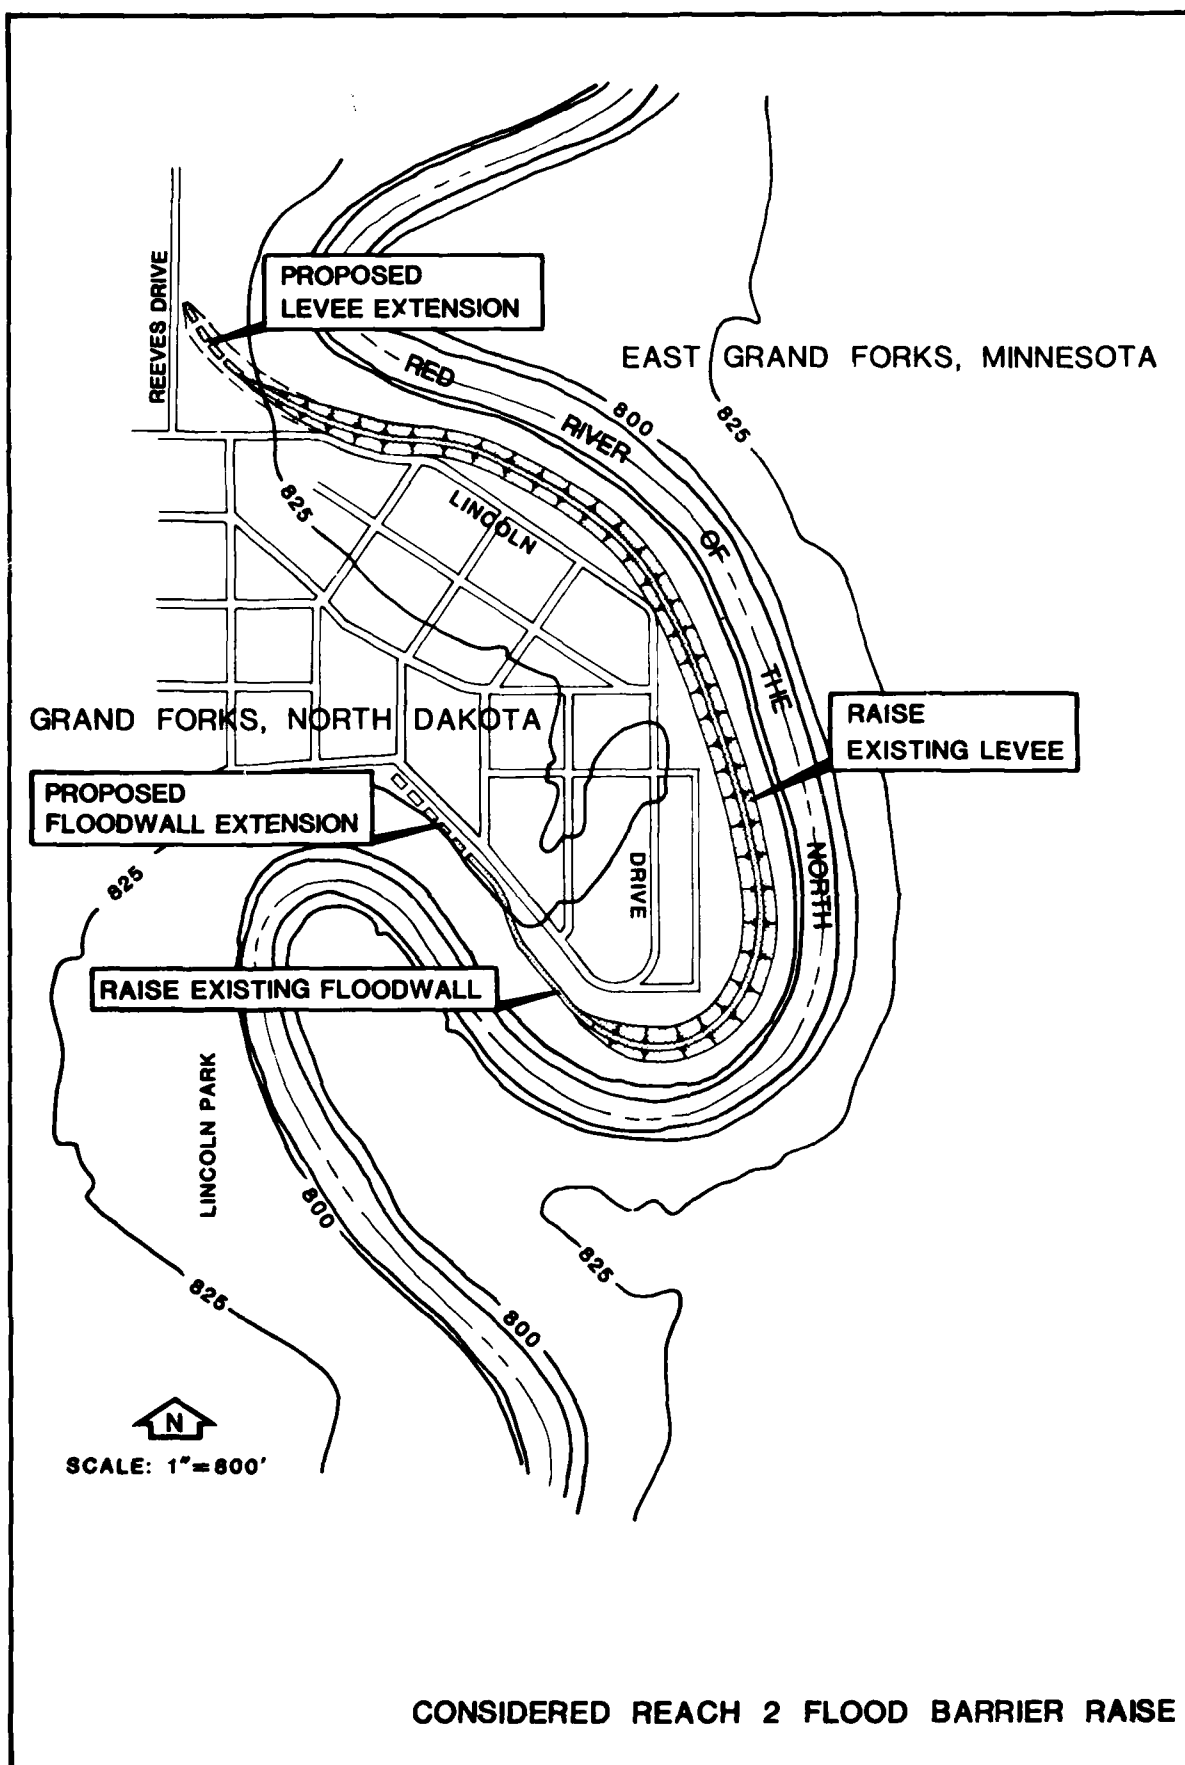 REEVES DRIVE
PROPOSED
LEVEE EXTENSION
EAST GRAND FORKS, MINNESOTA
RED
RIVER
OF
THE
NORTH
800
825
825
LINCOLN
DRIVE
GRAND FORKS, NORTH DAKOTA
RAISE
EXISTING LEVEE
PROPOSED
FLOODWALL EXTENSION
825
RAISE EXISTING FLOODWALL
LINCOLN PARK
800
825
825
800
N
SCALE: 1"=800'
CONSIDERED REACH 2 FLOOD BARRIER RAISE